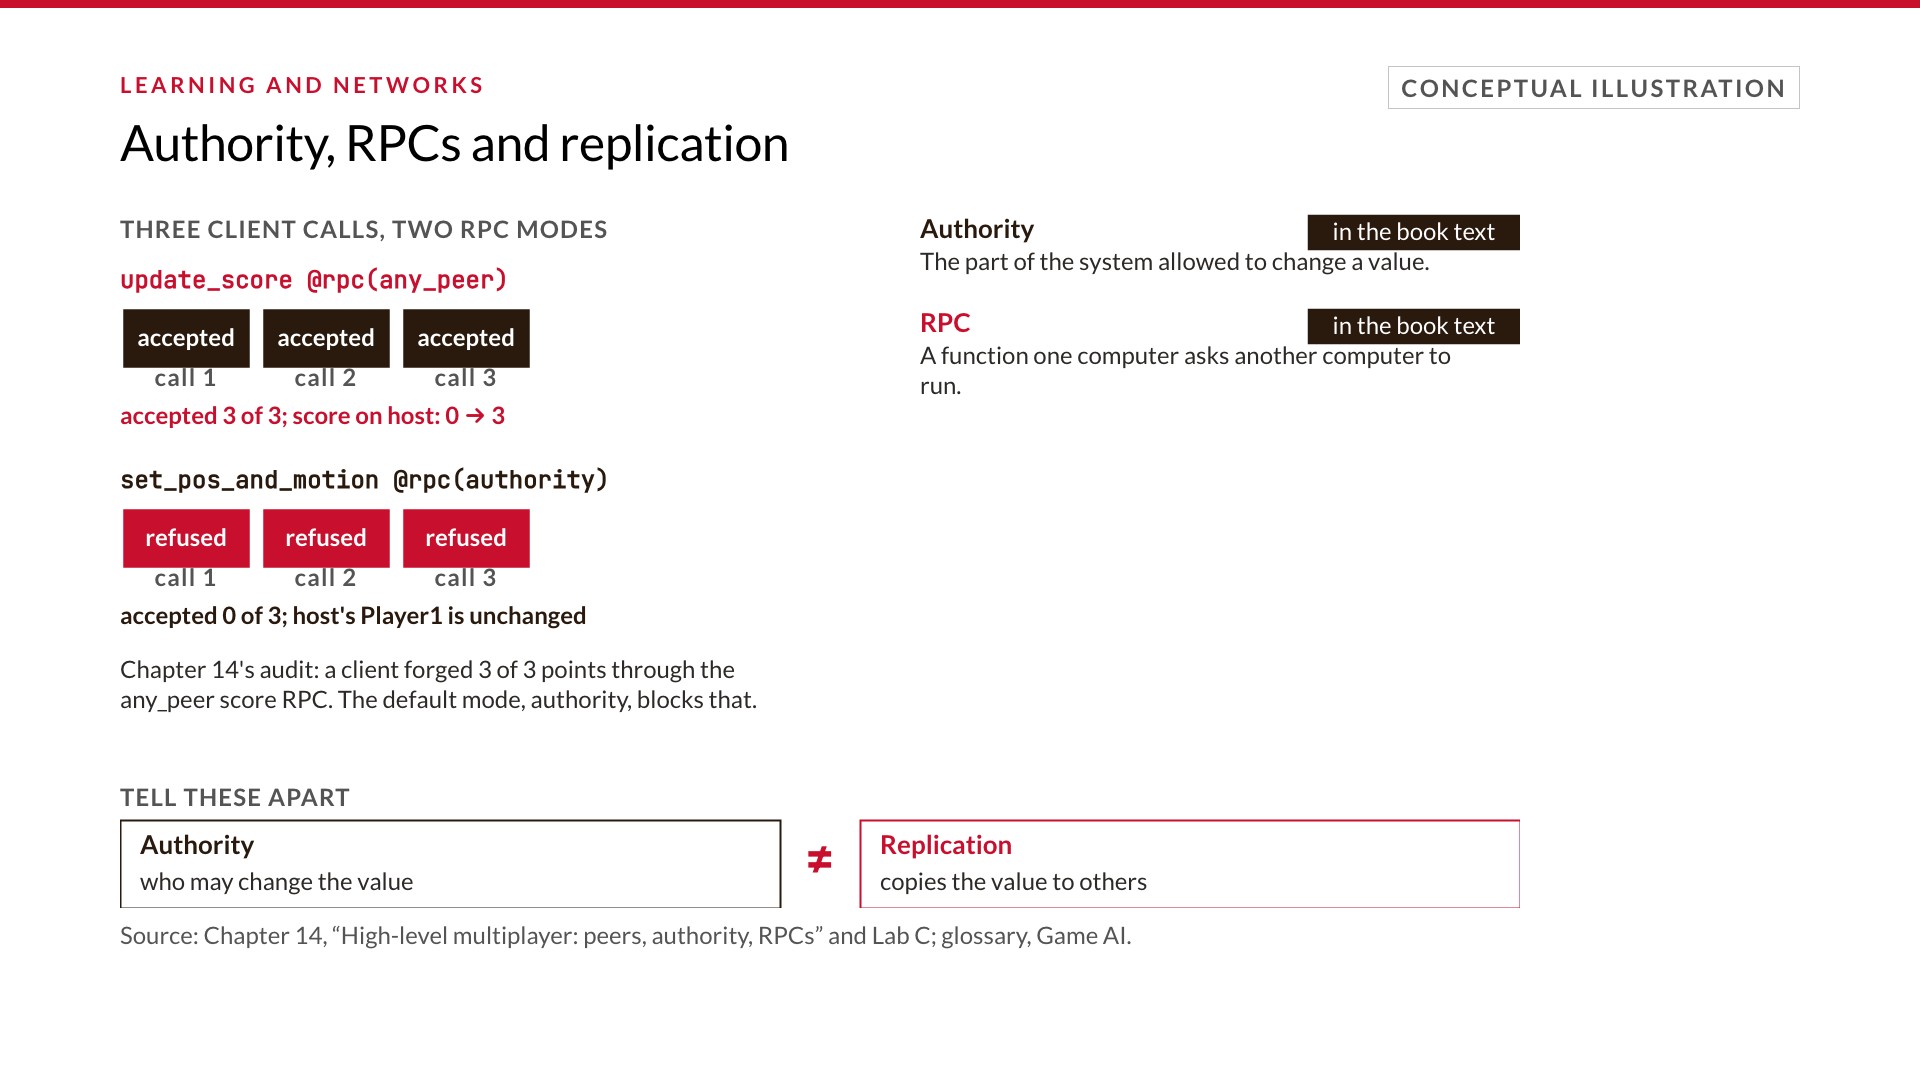 LEARNING AND NETWORKS
CONCEPTUAL ILLUSTRATION
Authority, RPCs and replication
THREE CLIENT CALLS, TWO RPC MODES
update_score @rpc(any_peer)
accepted accepted accepted
call 1 call 2 call 3
accepted 3 of 3; score on host: 0 → 3
set_pos_and_motion @rpc(authority)
refused refused refused
call 1 call 2 call 3
accepted 0 of 3; host's Player1 is unchanged
Chapter 14's audit: a client forged 3 of 3 points through the
any_peer score RPC. The default mode, authority, blocks that.
Authority
in the book text
The part of the system allowed to change a value.
RPC
in the book text
A function one computer asks another computer to
run.
TELL THESE APART
Authority
who may change the value
≠
Replication
copies the value to others
Source: Chapter 14, “High-level multiplayer: peers, authority, RPCs” and Lab C; glossary, Game AI.